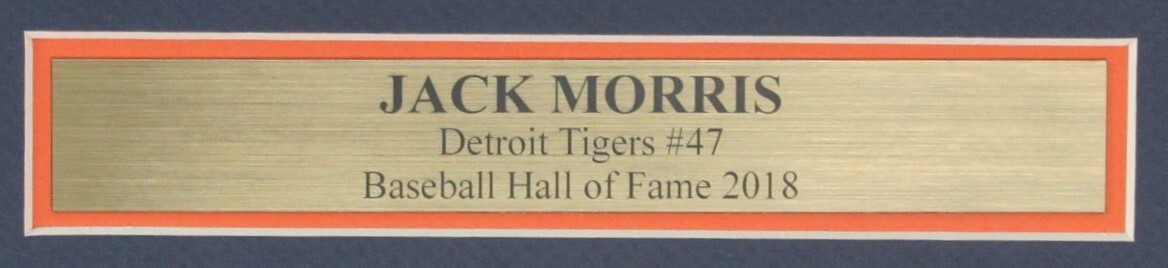 JACK MORRIS
Detroit Tigers #47
Baseball Hall of Fame 2018